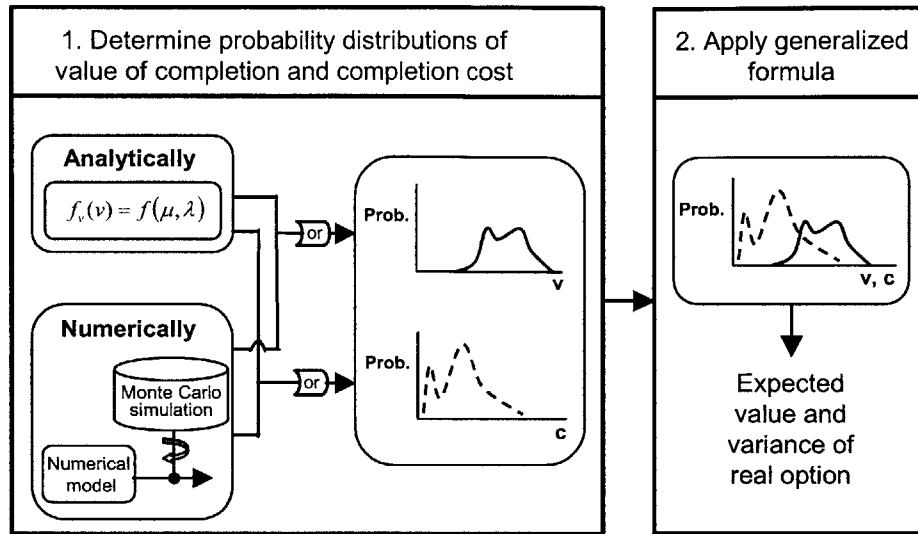 1. Determine probability distributions of
value of completion and completion cost
2. Apply generalized
formula
Analytically
f_v(v) = f(μ, λ)
Numerically
Monte Carlo
simulation
Numerical
model
or
or
Prob.
v
Prob.
c
Prob.
v, c
Expected
value and
variance of
real option